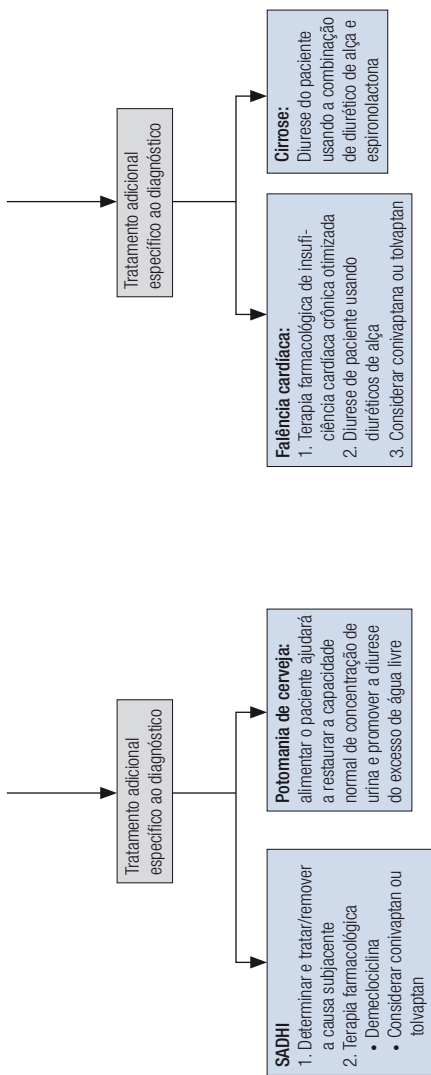 Tratamento adicional
específico ao diagnóstico
SADHI
1. Determinar e tratar/remover
a causa subjacente
2. Terapia farmacológica
• Demeclociclina
• Considerar conivaptan ou
tolvaptan
Potomania de cerveja:
alimentar o paciente ajudará
a restaurar a capacidade
normal de concentração de
urina e promover a diurese
do excesso de água livre
Tratamento adicional
específico ao diagnóstico
Falência cardíaca:
1. Terapia farmacológica de insufi-
ciência cardíaca crônica otimizada
2. Diurese de paciente usando
diuréticos de alça
3. Considerar conivaptana ou tolvaptan
Cirrose:
Diurese do paciente
usando a combinação
de diurético de alça e
espironolactona